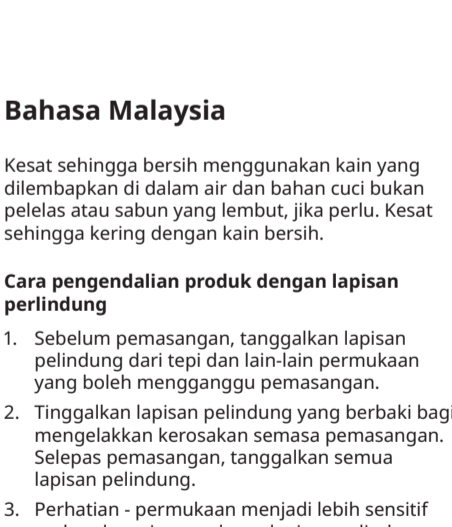 Bahasa Malaysia
Kesat sehingga bersih menggunakan kain yang
dilembapkan di dalam air dan bahan cuci bukan
pelelas atau sabun yang lembut, jika perlu. Kesat
sehingga kering dengan kain bersih.
Cara pengendalian produk dengan lapisan
perlindung
1. Sebelum pemasangan, tanggalkan lapisan
pelindung dari tepi dan lain-lain permukaan
yang boleh mengganggu pemasangan.
2. Tinggalkan lapisan pelindung yang berbaki bagi
mengelakkan kerosakan semasa pemasangan.
Selepas pemasangan, tanggalkan semua
lapisan pelindung.
3. Perhatian - permukaan menjadi lebih sensitif